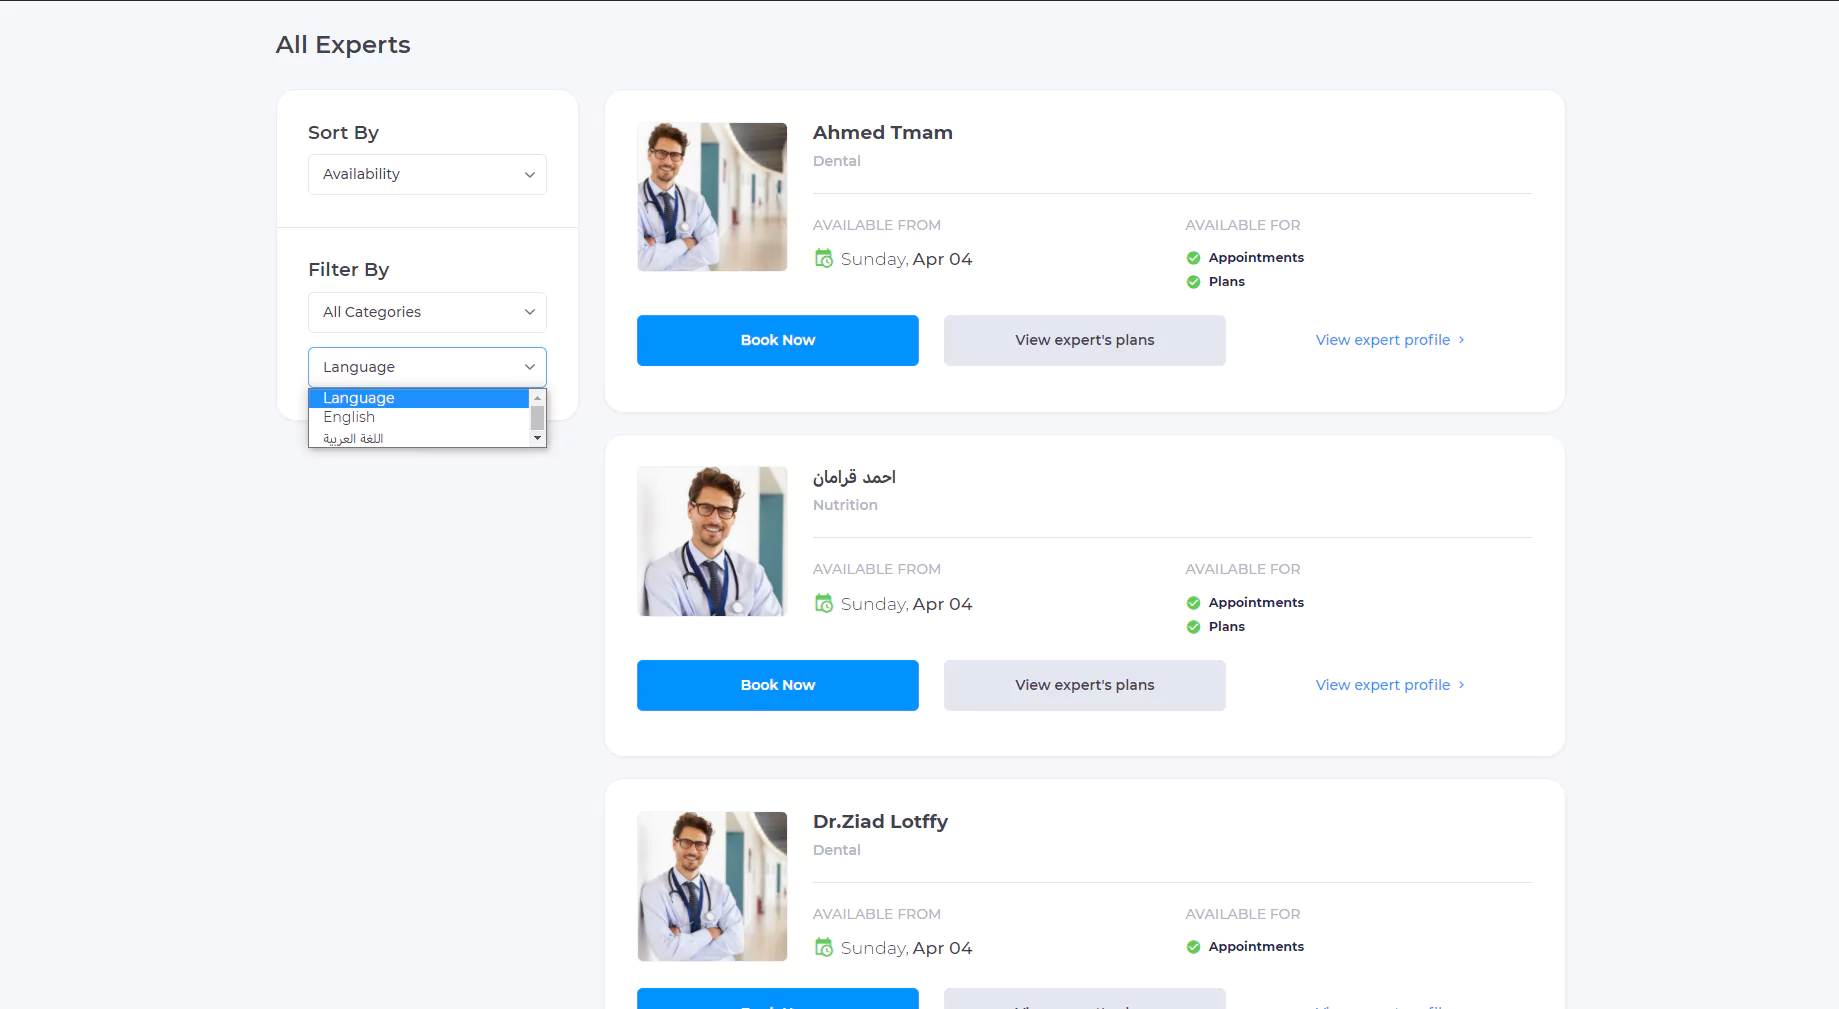 All Experts
Sort By
Availability
Filter By
All Categories
Language
Language
English
اللغة العربية
Ahmed Tmam
Dental
AVAILABLE FROM
Sunday, Apr 04
AVAILABLE FOR
Appointments
Plans
Book Now
View expert's plans
View expert profile
احمد قرامان
Nutrition
AVAILABLE FROM
Sunday, Apr 04
AVAILABLE FOR
Appointments
Plans
Book Now
View expert's plans
View expert profile
Dr.Ziad Lotffy
Dental
AVAILABLE FROM
Sunday, Apr 04
AVAILABLE FOR
Appointments